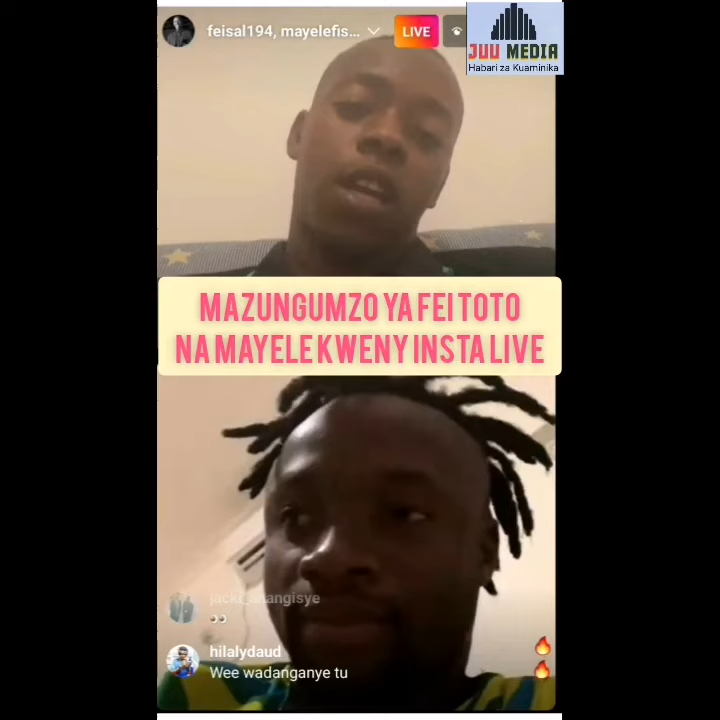 feisal194, mayelefis...
LIVE
JUU MEDIA
Habari za Kuaminika
MAZUNGUMZO YA FEI TOTO
NA MAYELE KWENY INSTA LIVE
hilalydaud
Wee wadanganye tu